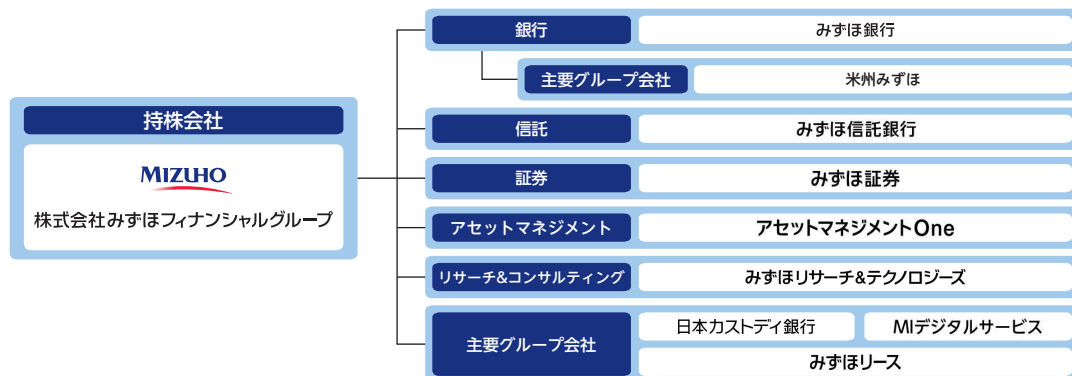 銀行
みずほ銀行
主要グループ会社
米州みずほ
持株会社
MIZUHO
株式会社みずほフィナンシャルグループ
信託
みずほ信託銀行
証券
みずほ証券
アセットマネジメント
アセットマネジメントOne
リサーチ&コンサルティング
みずほリサーチ&テクノロジーズ
主要グループ会社
日本カストディ銀行
MIデジタルサービス
みずほリース